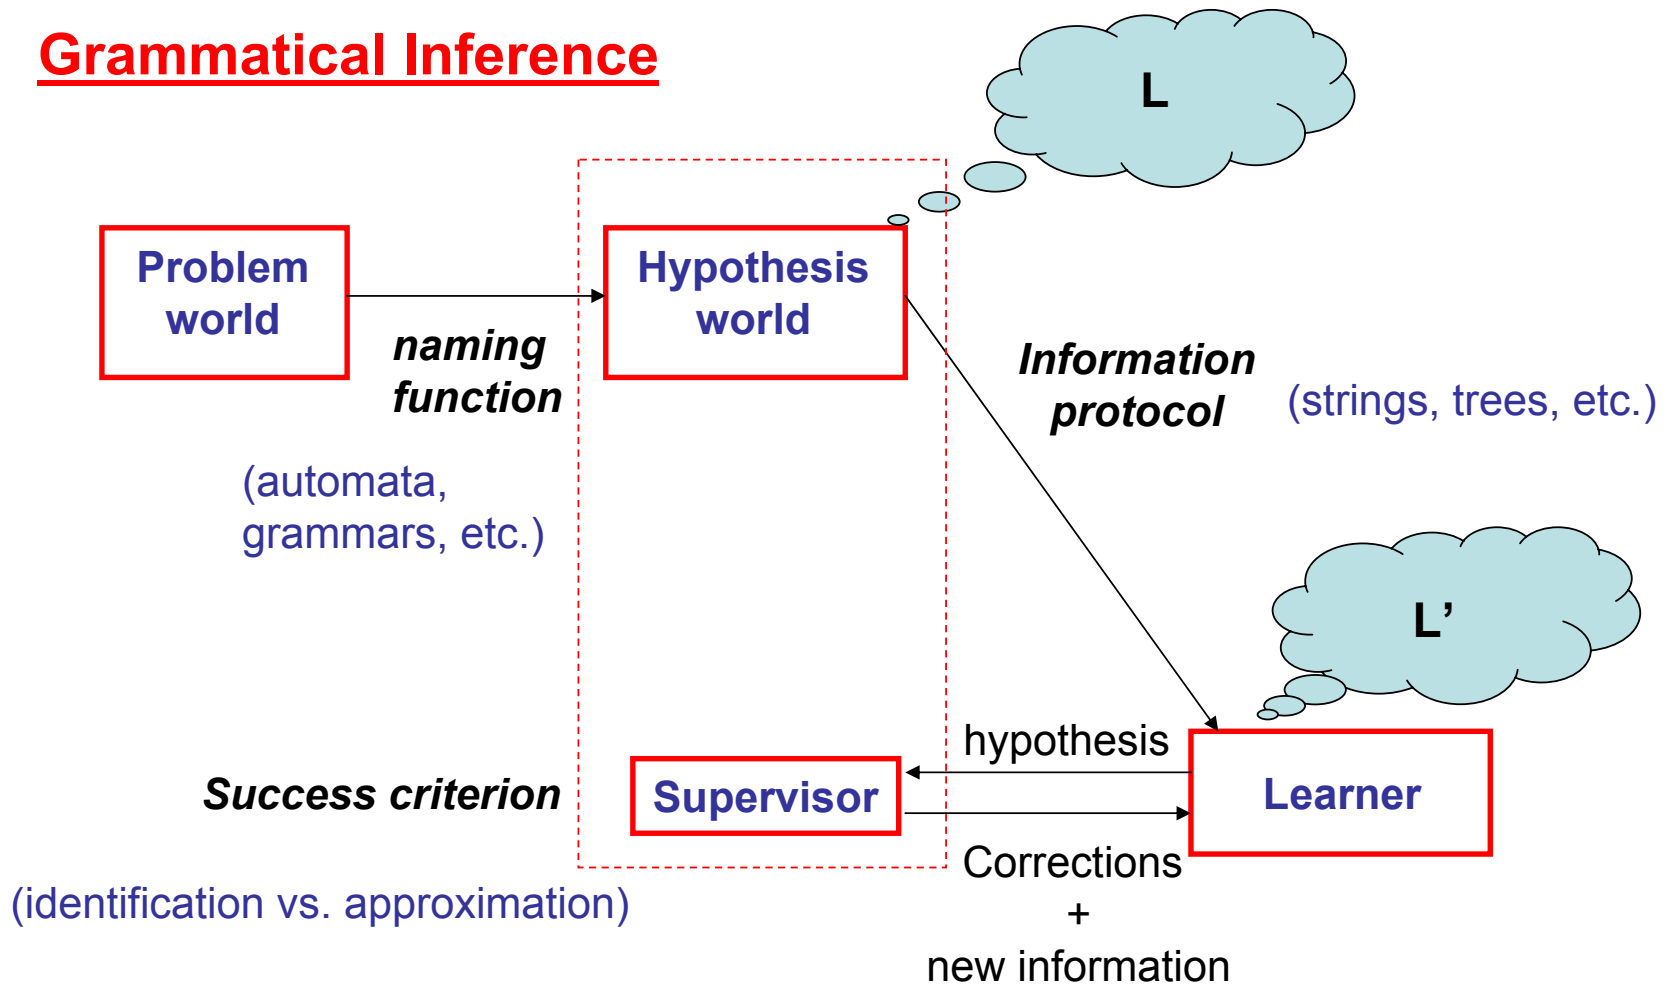 Grammatical Inference
L
Problem
world
Hypothesis
world
naming
function
Information
protocol
(strings, trees, etc.)
(automata,
grammars, etc.)
L’
hypothesis
Success criterion
Supervisor
Learner
Corrections
+
new information
(identification vs. approximation)